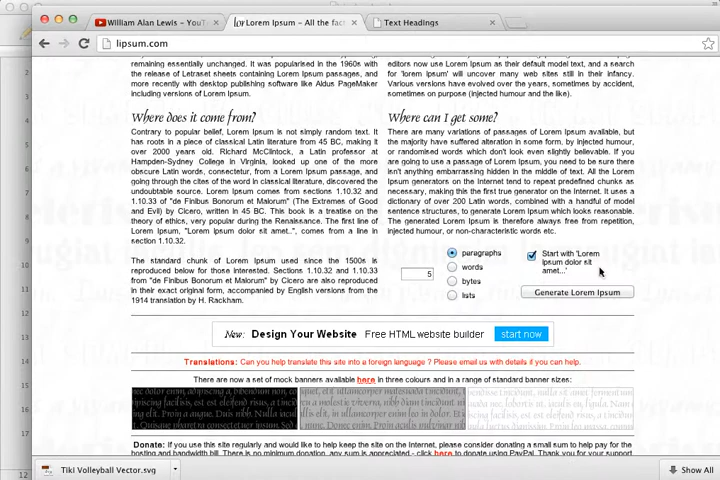 William Alan Lewis - YouT
Lorem Ipsum - All the fac
Text Headings
lipsum.com
remaining essentially unchanged. It was popularised in the 1960s with
the release of Letraset sheets containing Lorem Ipsum passages, and
more recently with desktop publishing software like Aldus PageMaker
including versions of Lorem Ipsum.
Where does it come from?
Contrary to popular belief, Lorem Ipsum is not simply random text. It
has roots in a piece of classical Latin literature from 45 BC, making it
over 2000 years old. Richard McClintock, a Latin professor at
Hampden-Sydney College in Virginia, looked up one of the more
obscure Latin words, consectetur, from a Lorem Ipsum passage, and
going through the cites of the word in classical literature, discovered the
undoubtable source. Lorem Ipsum comes from sections 1.10.32 and
1.10.33 of "de Finibus Bonorum et Malorum" (The Extremes of Good
and Evil) by Cicero, written in 45 BC. This book is a treatise on the
theory of ethics, very popular during the Renaissance. The first line of
Lorem Ipsum, "Lorem ipsum dolor sit amet..", comes from a line in
section 1.10.32.
The standard chunk of Lorem Ipsum used since the 1500s is
reproduced below for those interested. Sections 1.10.32 and 1.10.33
from "de Finibus Bonorum et Malorum" by Cicero are also reproduced
in their exact original form, accompanied by English versions from the
1914 translation by H. Rackham.
editors now use Lorem Ipsum as their default model text, and a search
for 'lorem ipsum' will uncover many web sites still in their infancy.
Various versions have evolved over the years, sometimes by accident,
sometimes on purpose (injected humour and the like).
Where can I get some?
There are many variations of passages of Lorem Ipsum available, but
the majority have suffered alteration in some form, by injected humour,
or randomised words which don't look even slightly believable. If you
are going to use a passage of Lorem Ipsum, you need to be sure there
isn't anything embarrassing hidden in the middle of text. All the Lorem
Ipsum generators on the Internet tend to repeat predefined chunks as
necessary, making this the first true generator on the Internet. It uses a
dictionary of over 200 Latin words, combined with a handful of model
sentence structures, to generate Lorem Ipsum which looks reasonable.
The generated Lorem Ipsum is therefore always free from repetition,
injected humour, or non-characteristic words etc.
5
paragraphs
words
bytes
lists
Start with 'Lorem
ipsum dolor sit
amet...'
Generate Lorem Ipsum
New: Design Your Website Free HTML website builder start now
Translations: Can you help translate this site into a foreign language ? Please email us with details if you can help.
There are now a set of mock banners available here in three colours and in a range of standard banner sizes:
Donate: If you use this site regularly and would like to help keep the site on the Internet, please consider donating a small sum to help pay for the
hosting and bandwidth bill. There is no minimum donation, any sum is appreciated - click here to donate using PayPal. Thank you for your support.
Tiki Volleyball Vector.svg
Show All